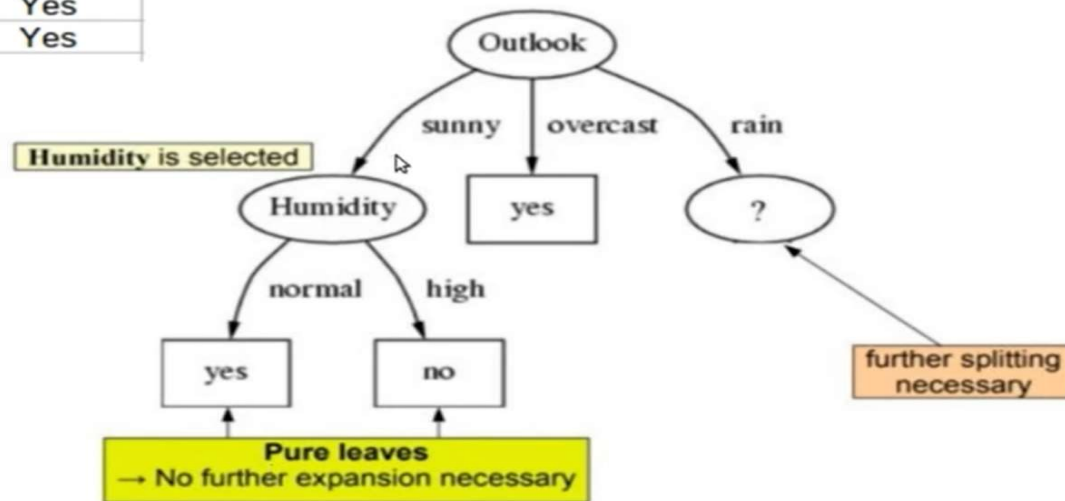 Yes
Yes
Outlook
sunny
overcast
rain
Humidity is selected
Humidity
yes
?
normal
high
yes
no
further splitting
necessary
Pure leaves
→ No further expansion necessary